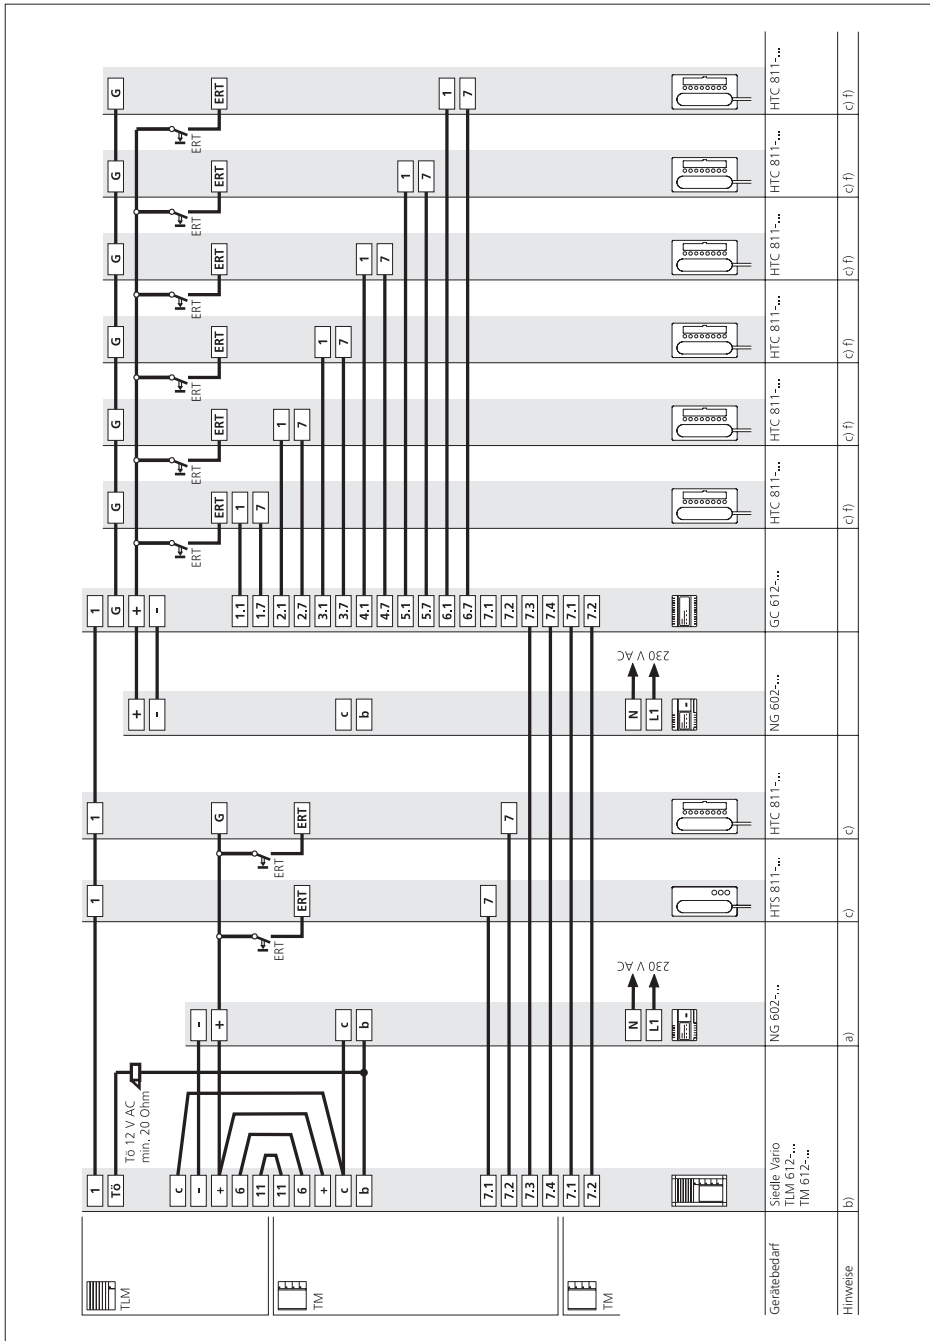 1 1 1 1
Tö G G G G G G G
TLM
Tö 12 V AC + +
min. 20 Ohm
- -
c
- - ERT ERT ERT ERT ERT ERT
+ + G ERT ERT ERT ERT ERT ERT
6 1.1 1
11 1.7 7
11 ERT ERT 2.1 1
6 ERT ERT 2.7 7
TM
+ 3.1 1
c c c 3.7 7
b b b 4.1 1
4.7 7
5.1 1
5.7 7
6.1 1
6.7 7
7.1 7 7.1
7.2 7 7.2
7.3 7.3
7.4 7.4
7.1 7.1
7.2 7.2
TM
N 230 V AC N 230 V AC
L1 L1
Gerätebedarf
Siedle Vario
TLM 612-...
TM 612-...
NG 602-...
HTS 811-...
HTC 811-...
NG 602-...
GC 612-...
HTC 811-...
HTC 811-...
HTC 811-...
HTC 811-...
HTC 811-...
HTC 811-...
Hinweise b) a) c) c) c) f) c) f) c) f) c) f) c) f) c) f)